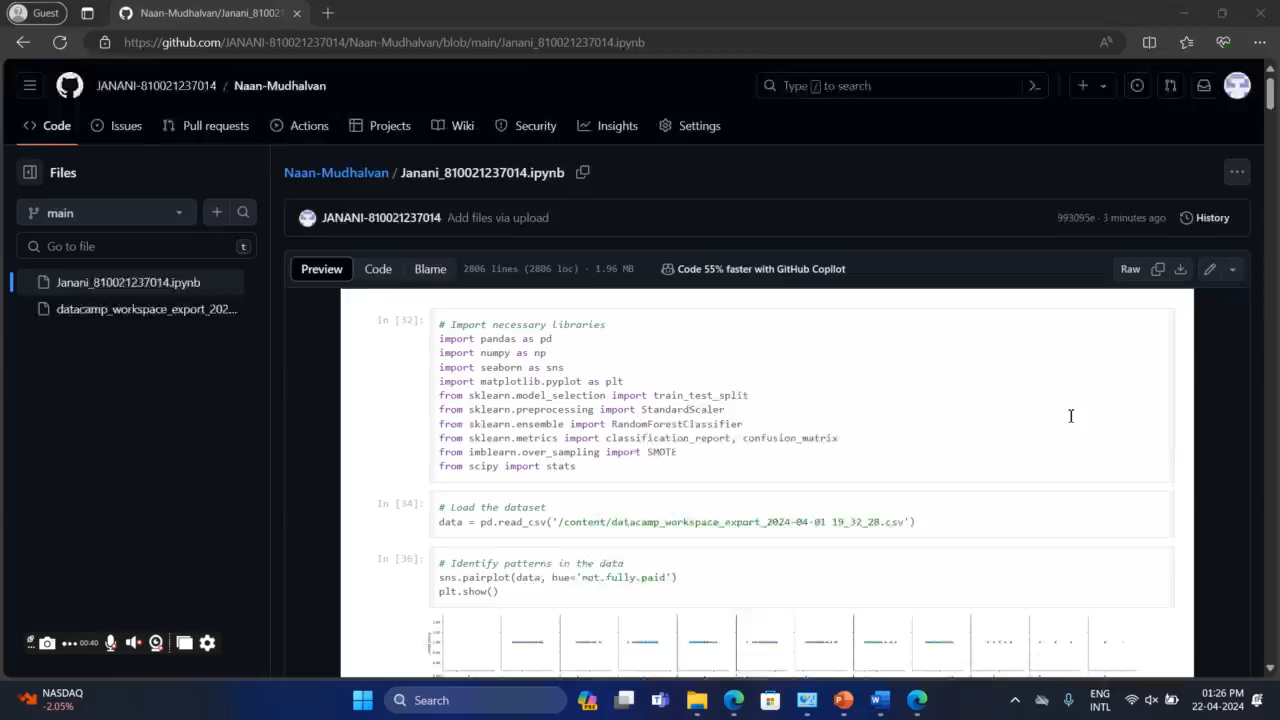 Guest
Naan-Mudhalvan/Janani_810021
https://github.com/JANANI-810021237014/Naan-Mudhalvan/blob/main/Janani_810021237014.ipynb
JANANI-810021237014 / Naan-Mudhalvan
Type / to search
Code
Issues
Pull requests
Actions
Projects
Wiki
Security
Insights
Settings
Files
Naan-Mudhalvan / Janani_810021237014.ipynb
main
Go to file
t
Janani_810021237014.ipynb
datacamp_workspace_export_202...
JANANI-810021237014 Add files via upload
993095e · 3 minutes ago
History
Preview
Code
Blame
2806 lines (2806 loc) · 1.96 MB
Code 55% faster with GitHub Copilot
Raw
In [32]:
# Import necessary libraries
import pandas as pd
import numpy as np
import seaborn as sns
import matplotlib.pyplot as plt
from sklearn.model_selection import train_test_split
from sklearn.preprocessing import StandardScaler
from sklearn.ensemble import RandomForestClassifier
from sklearn.metrics import classification_report, confusion_matrix
from imblearn.over_sampling import SMOTE
from scipy import stats
In [34]:
# Load the dataset
data = pd.read_csv('/content/datacamp_workspace_export_2024-04-01 19_32_28.csv')
In [36]:
# Identify patterns in the data
sns.pairplot(data, hue='not.fully.paid')
plt.show()
00:40
NASDAQ
-2.05%
Search
PRE
ENG
INTL
01:26 PM
22-04-2024